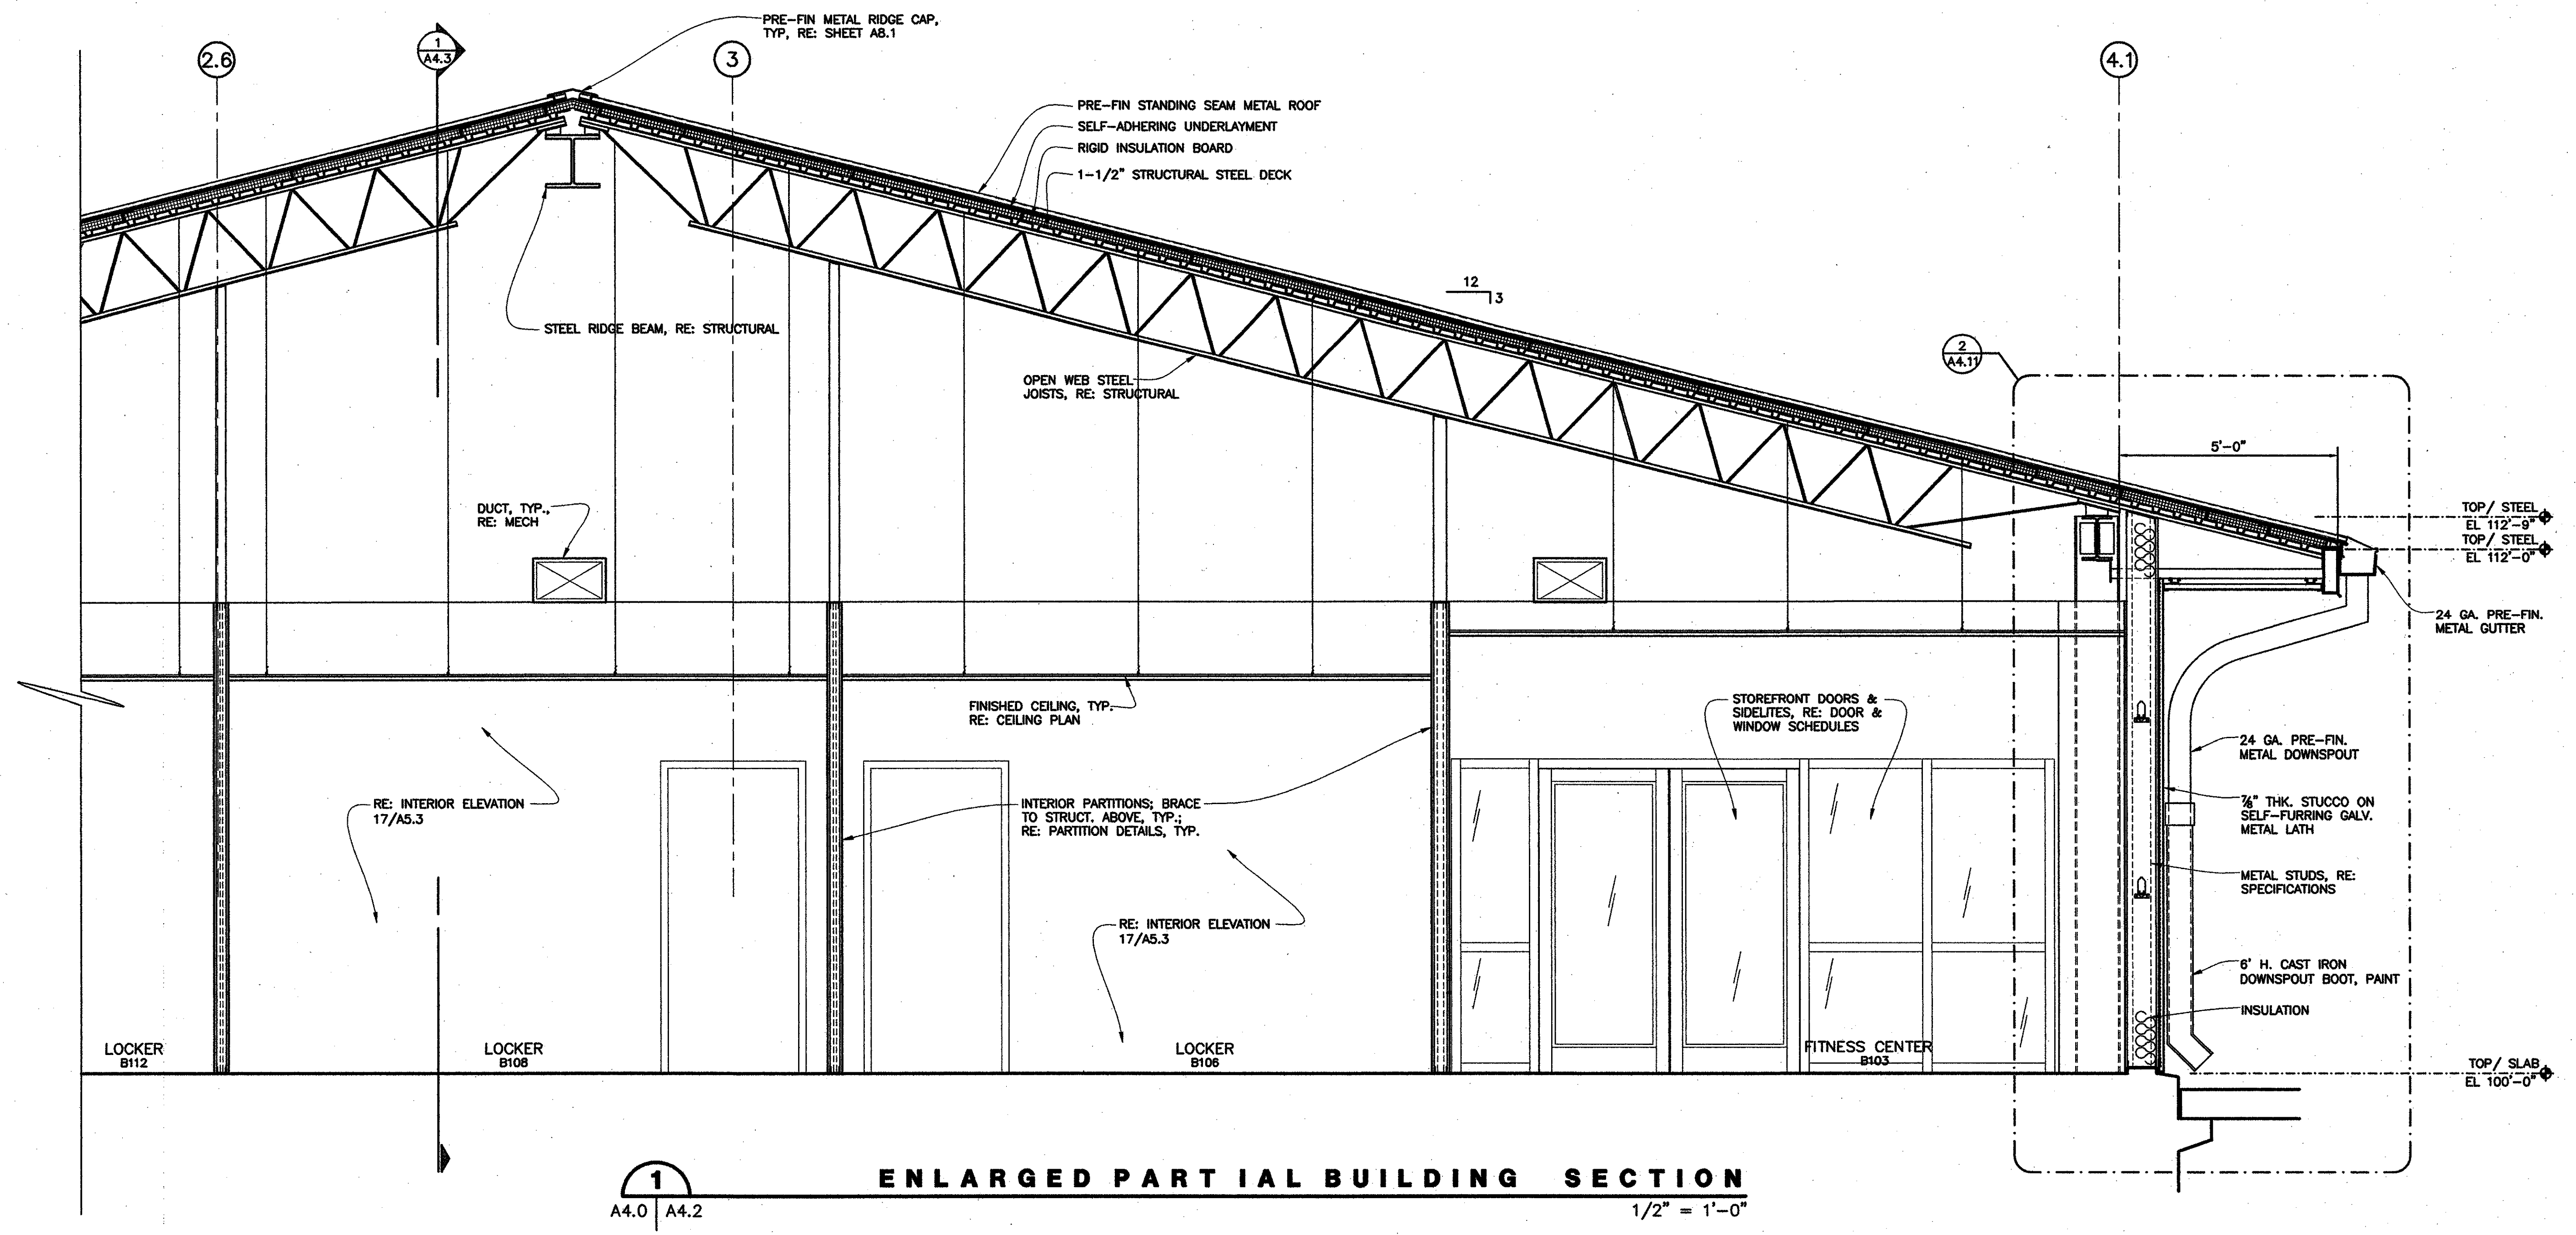 PRE-FIN METAL RIDGE CAP,
TYP, RE: SHEET A8.1
2.6
1
A4.3
3
4.1
PRE-FIN STANDING SEAM METAL ROOF
SELF-ADHERING UNDERLAYMENT
RIGID INSULATION BOARD
1-1/2" STRUCTURAL STEEL DECK
12
3
STEEL RIDGE BEAM, RE: STRUCTURAL
OPEN WEB STEEL
JOISTS, RE: STRUCTURAL
2
A4.11
5'-0"
DUCT, TYP.,
RE: MECH
TOP/ STEEL
EL 112'-9"
TOP/ STEEL
EL 112'-0"
24 GA. PRE-FIN.
METAL GUTTER
FINISHED CEILING, TYP.
RE: CEILING PLAN
STOREFRONT DOORS &
SIDELITES, RE: DOOR &
WINDOW SCHEDULES
24 GA. PRE-FIN.
METAL DOWNSPOUT
RE: INTERIOR ELEVATION
17/A5.3
INTERIOR PARTITIONS; BRACE
TO STRUCT. ABOVE, TYP.;
RE: PARTITION DETAILS, TYP.
⅞" THK. STUCCO ON
SELF-FURRING GALV.
METAL LATH
METAL STUDS, RE:
SPECIFICATIONS
RE: INTERIOR ELEVATION
17/A5.3
6' H. CAST IRON
DOWNSPOUT BOOT, PAINT
INSULATION
LOCKER
B112
LOCKER
B108
LOCKER
B106
FITNESS CENTER
B103
TOP/ SLAB
EL 100'-0"
1
A4.0 A4.2
ENLARGED PARTIAL BUILDING SECTION
1/2" = 1'-0"